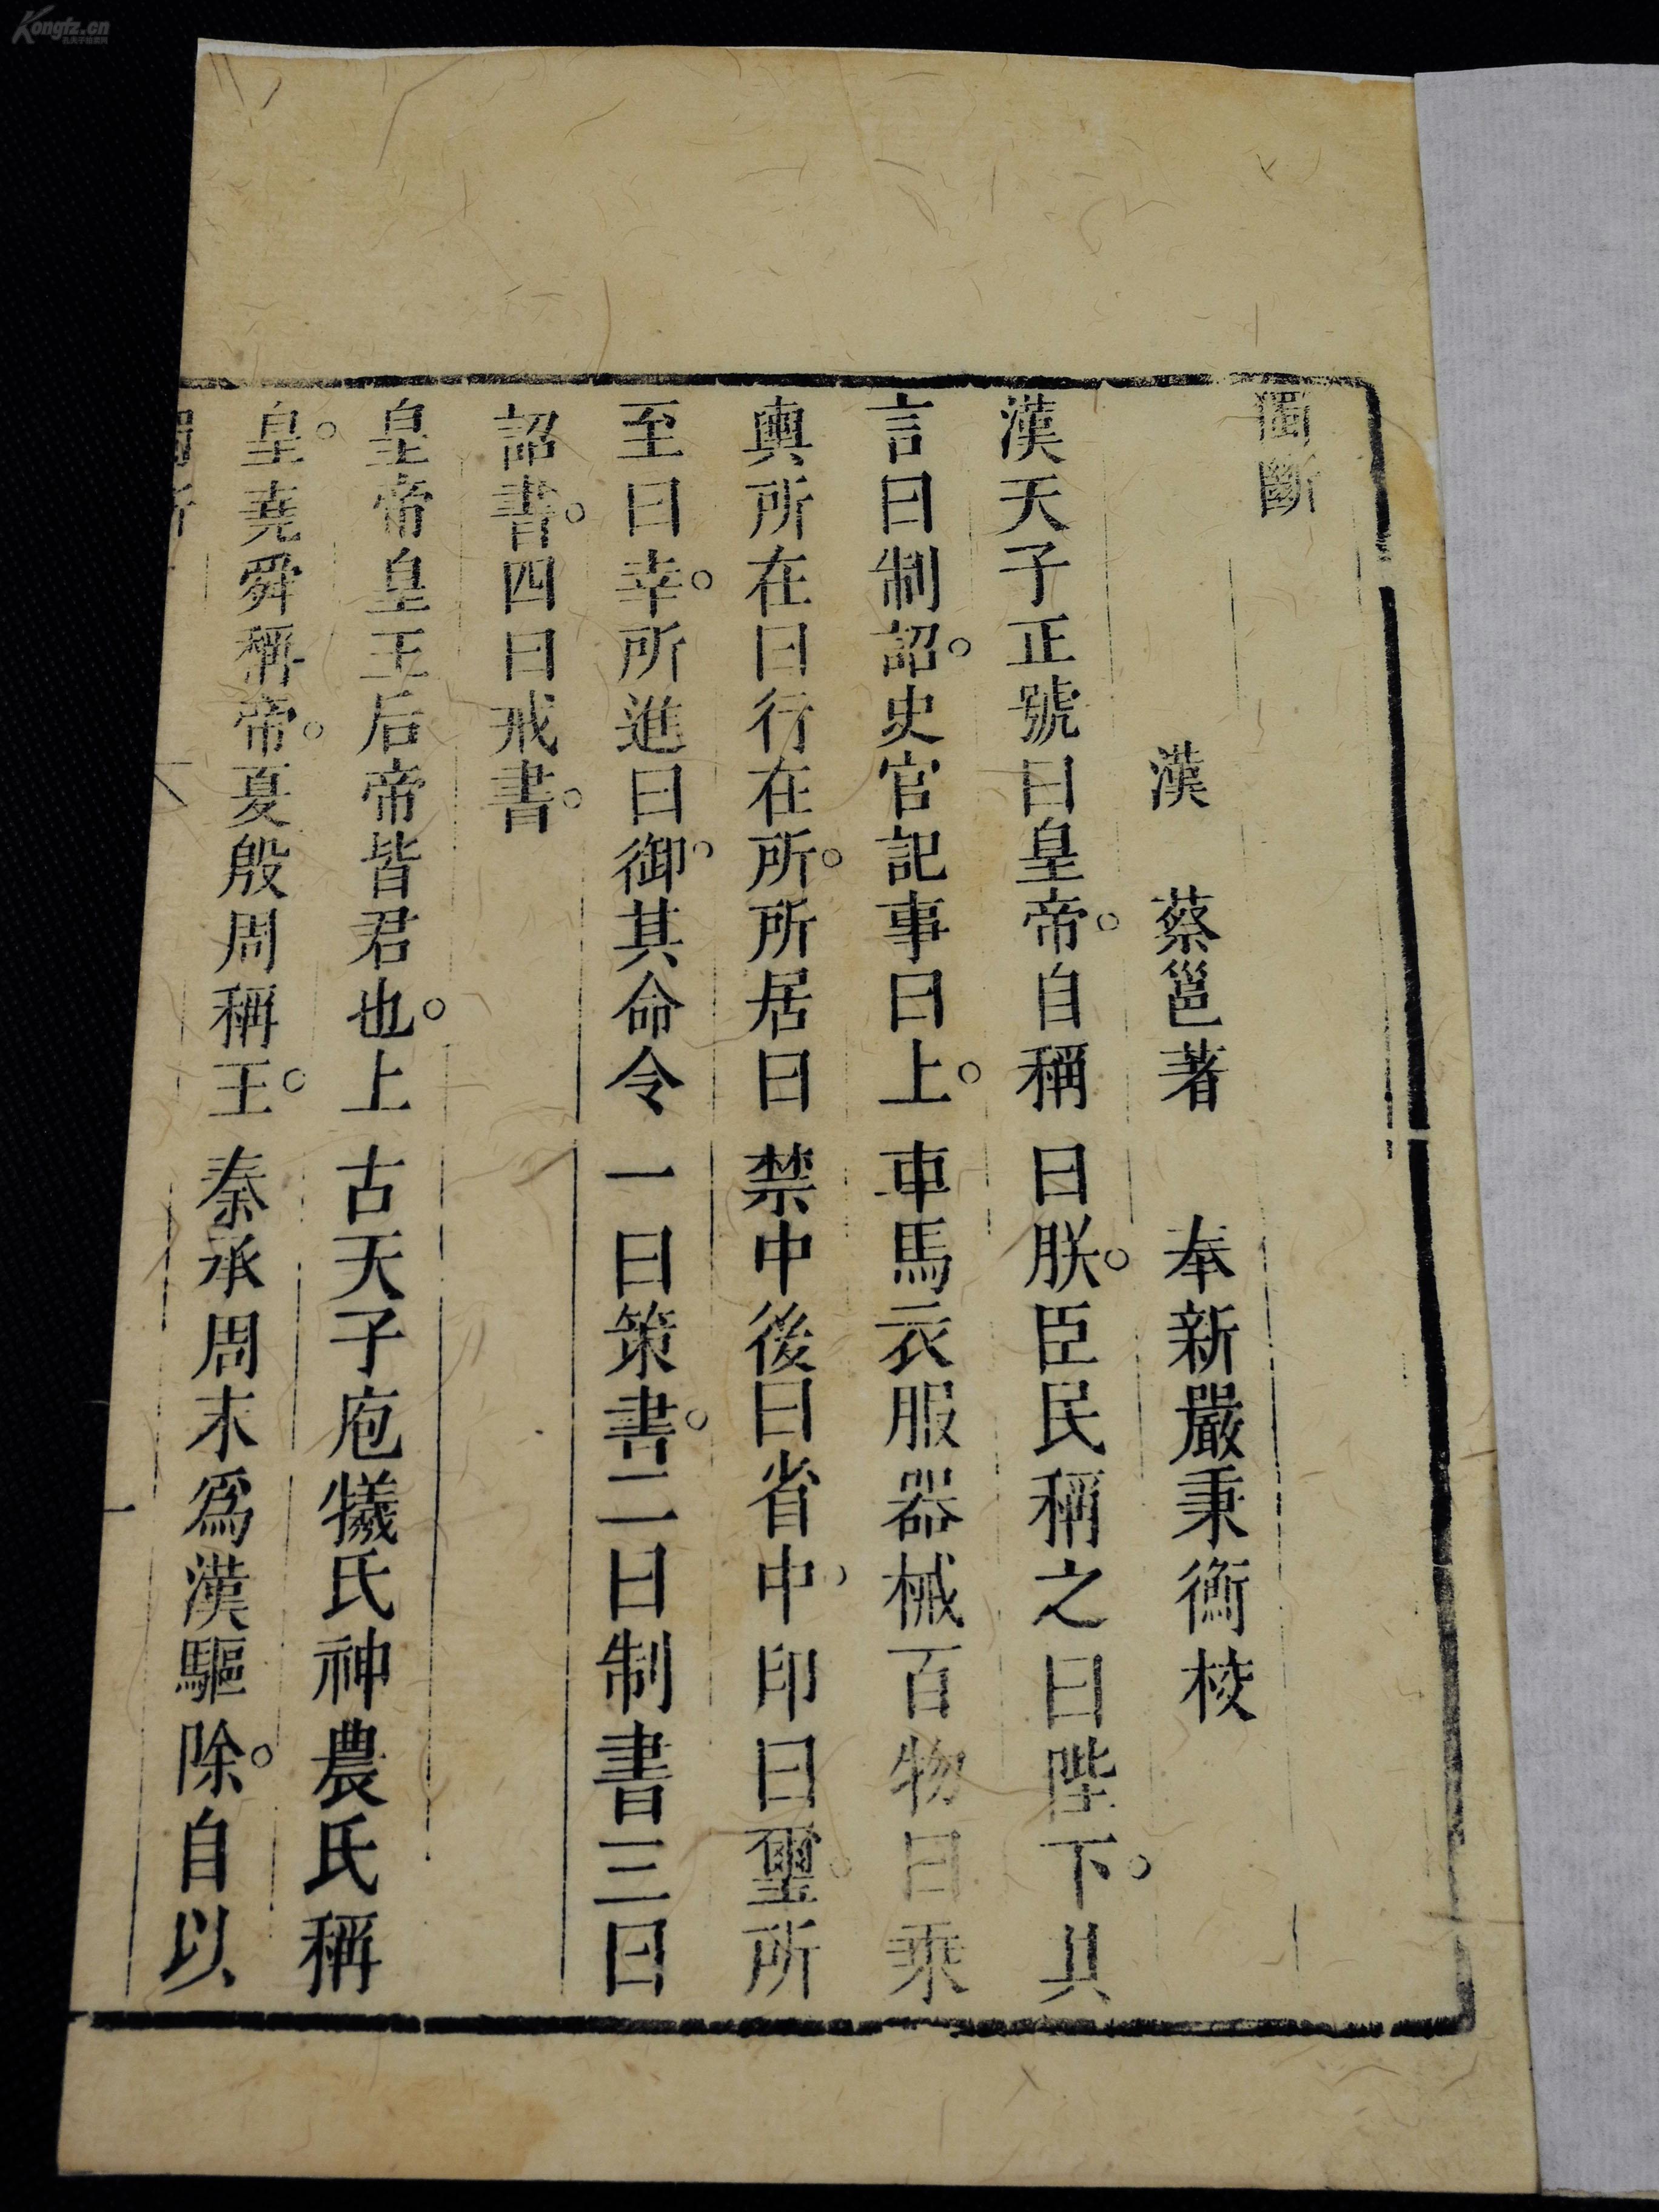 獨斷
漢　蔡邕著　奉新嚴秉衡校
漢天子正號曰皇帝。自稱曰朕。臣民稱之曰陛下。其
言曰制詔。史官記事曰上。車馬衣服器械百物曰乘
輿所在曰行在所。所居曰禁中後曰省中、印曰璽。所
至曰幸。所進曰御。其命令一曰策書。二曰制書三曰
詔書。四曰戒書。
皇帝皇王后帝皆君也。上古天子庖犧氏神農氏稱
皇。堯舜稱帝。夏殷周稱王。秦承周末爲漢驅除。自以
一
Kongfz.cn